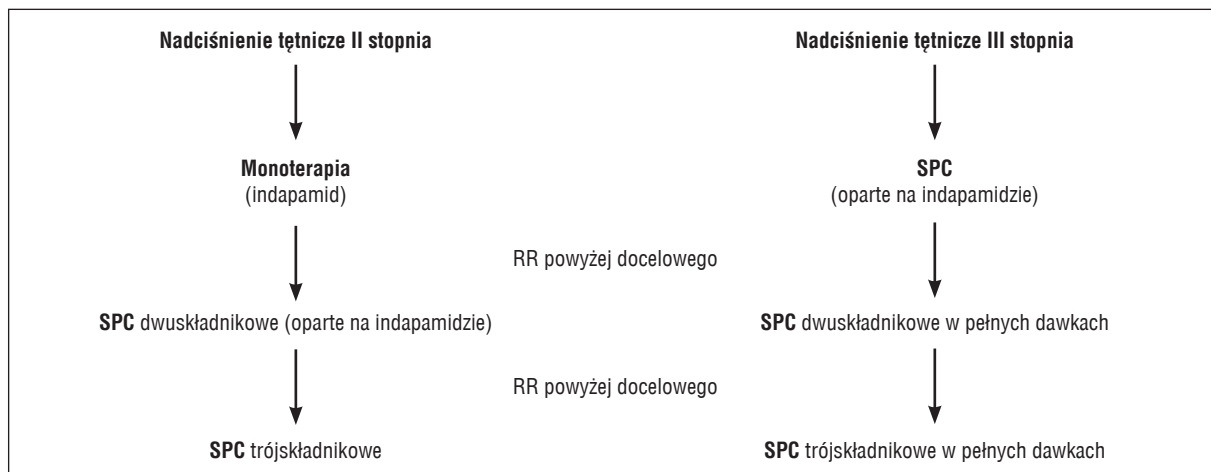 Nadciśnienie tętnicze II stopnia
Nadciśnienie tętnicze III stopnia
Monoterapia
(indapamid)
SPC
(oparte na indapamidzie)
RR powyżej docelowego
SPC dwuskładnikowe (oparte na indapamidzie)
SPC dwuskładnikowe w pełnych dawkach
RR powyżej docelowego
SPC trójskładnikowe
SPC trójskładnikowe w pełnych dawkach